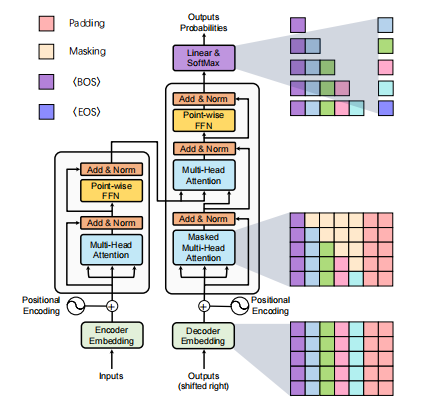 Padding
Masking
⟨BOS⟩
⟨EOS⟩
Outputs
Probabilities
Linear &
SoftMax
Add & Norm
Point-wise
FFN
Add & Norm
Multi-Head
Attention
Add & Norm
Masked
Multi-Head
Attention
Add & Norm
Point-wise
FFN
Add & Norm
Multi-Head
Attention
Positional
Encoding
Positional
Encoding
Encoder
Embedding
Decoder
Embedding
Inputs
Outputs
(shifted right)